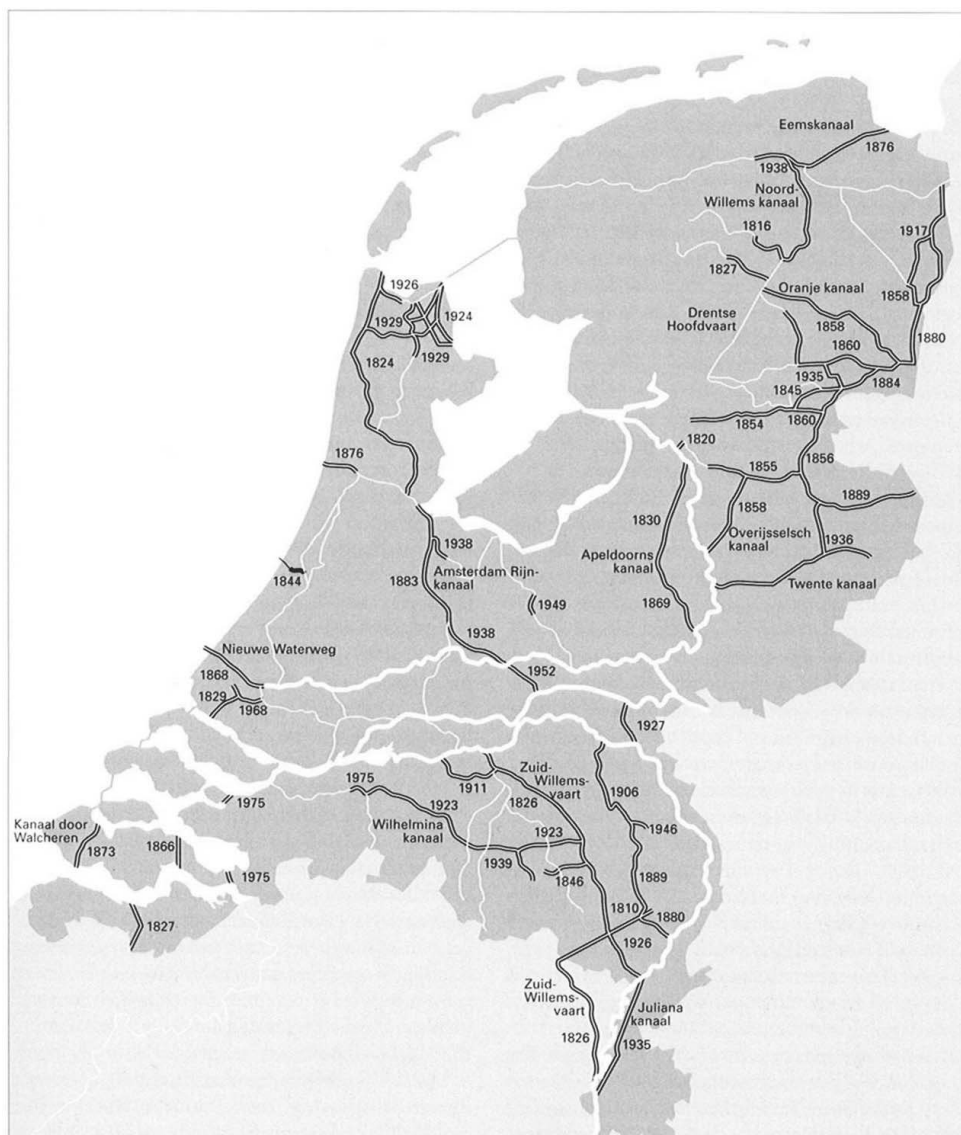 Eemskanaal
1876
1938
Noord-
Willems kanaal
1816
1917
1827
Oranje kanaal
1858
1926
Drentse
Hoofdvaart
1858
1924
1929
1880
1860
1824
1929
1935
1884
1845
1854
1860
1820
1876
1856
1855
1889
1858
1830
Overijsselsch
kanaal
1936
1938
Apeldoorns
kanaal
Amsterdam Rijn-
kanaal
1844
1883
Twente kanaal
1949
1869
1938
Nieuwe Waterweg
1868
1952
1829
1968
1927
Zuid-
Willems-
vaart
1975
1911
1906
1975
1826
1923
Kanaal door
Walcheren
Wilhelmina
kanaal
1923
1946
1873
1866
1939
1846
1889
1975
1810
1880
1827
1926
Zuid-
Willems-
vaart
Juliana
kanaal
1826
1935